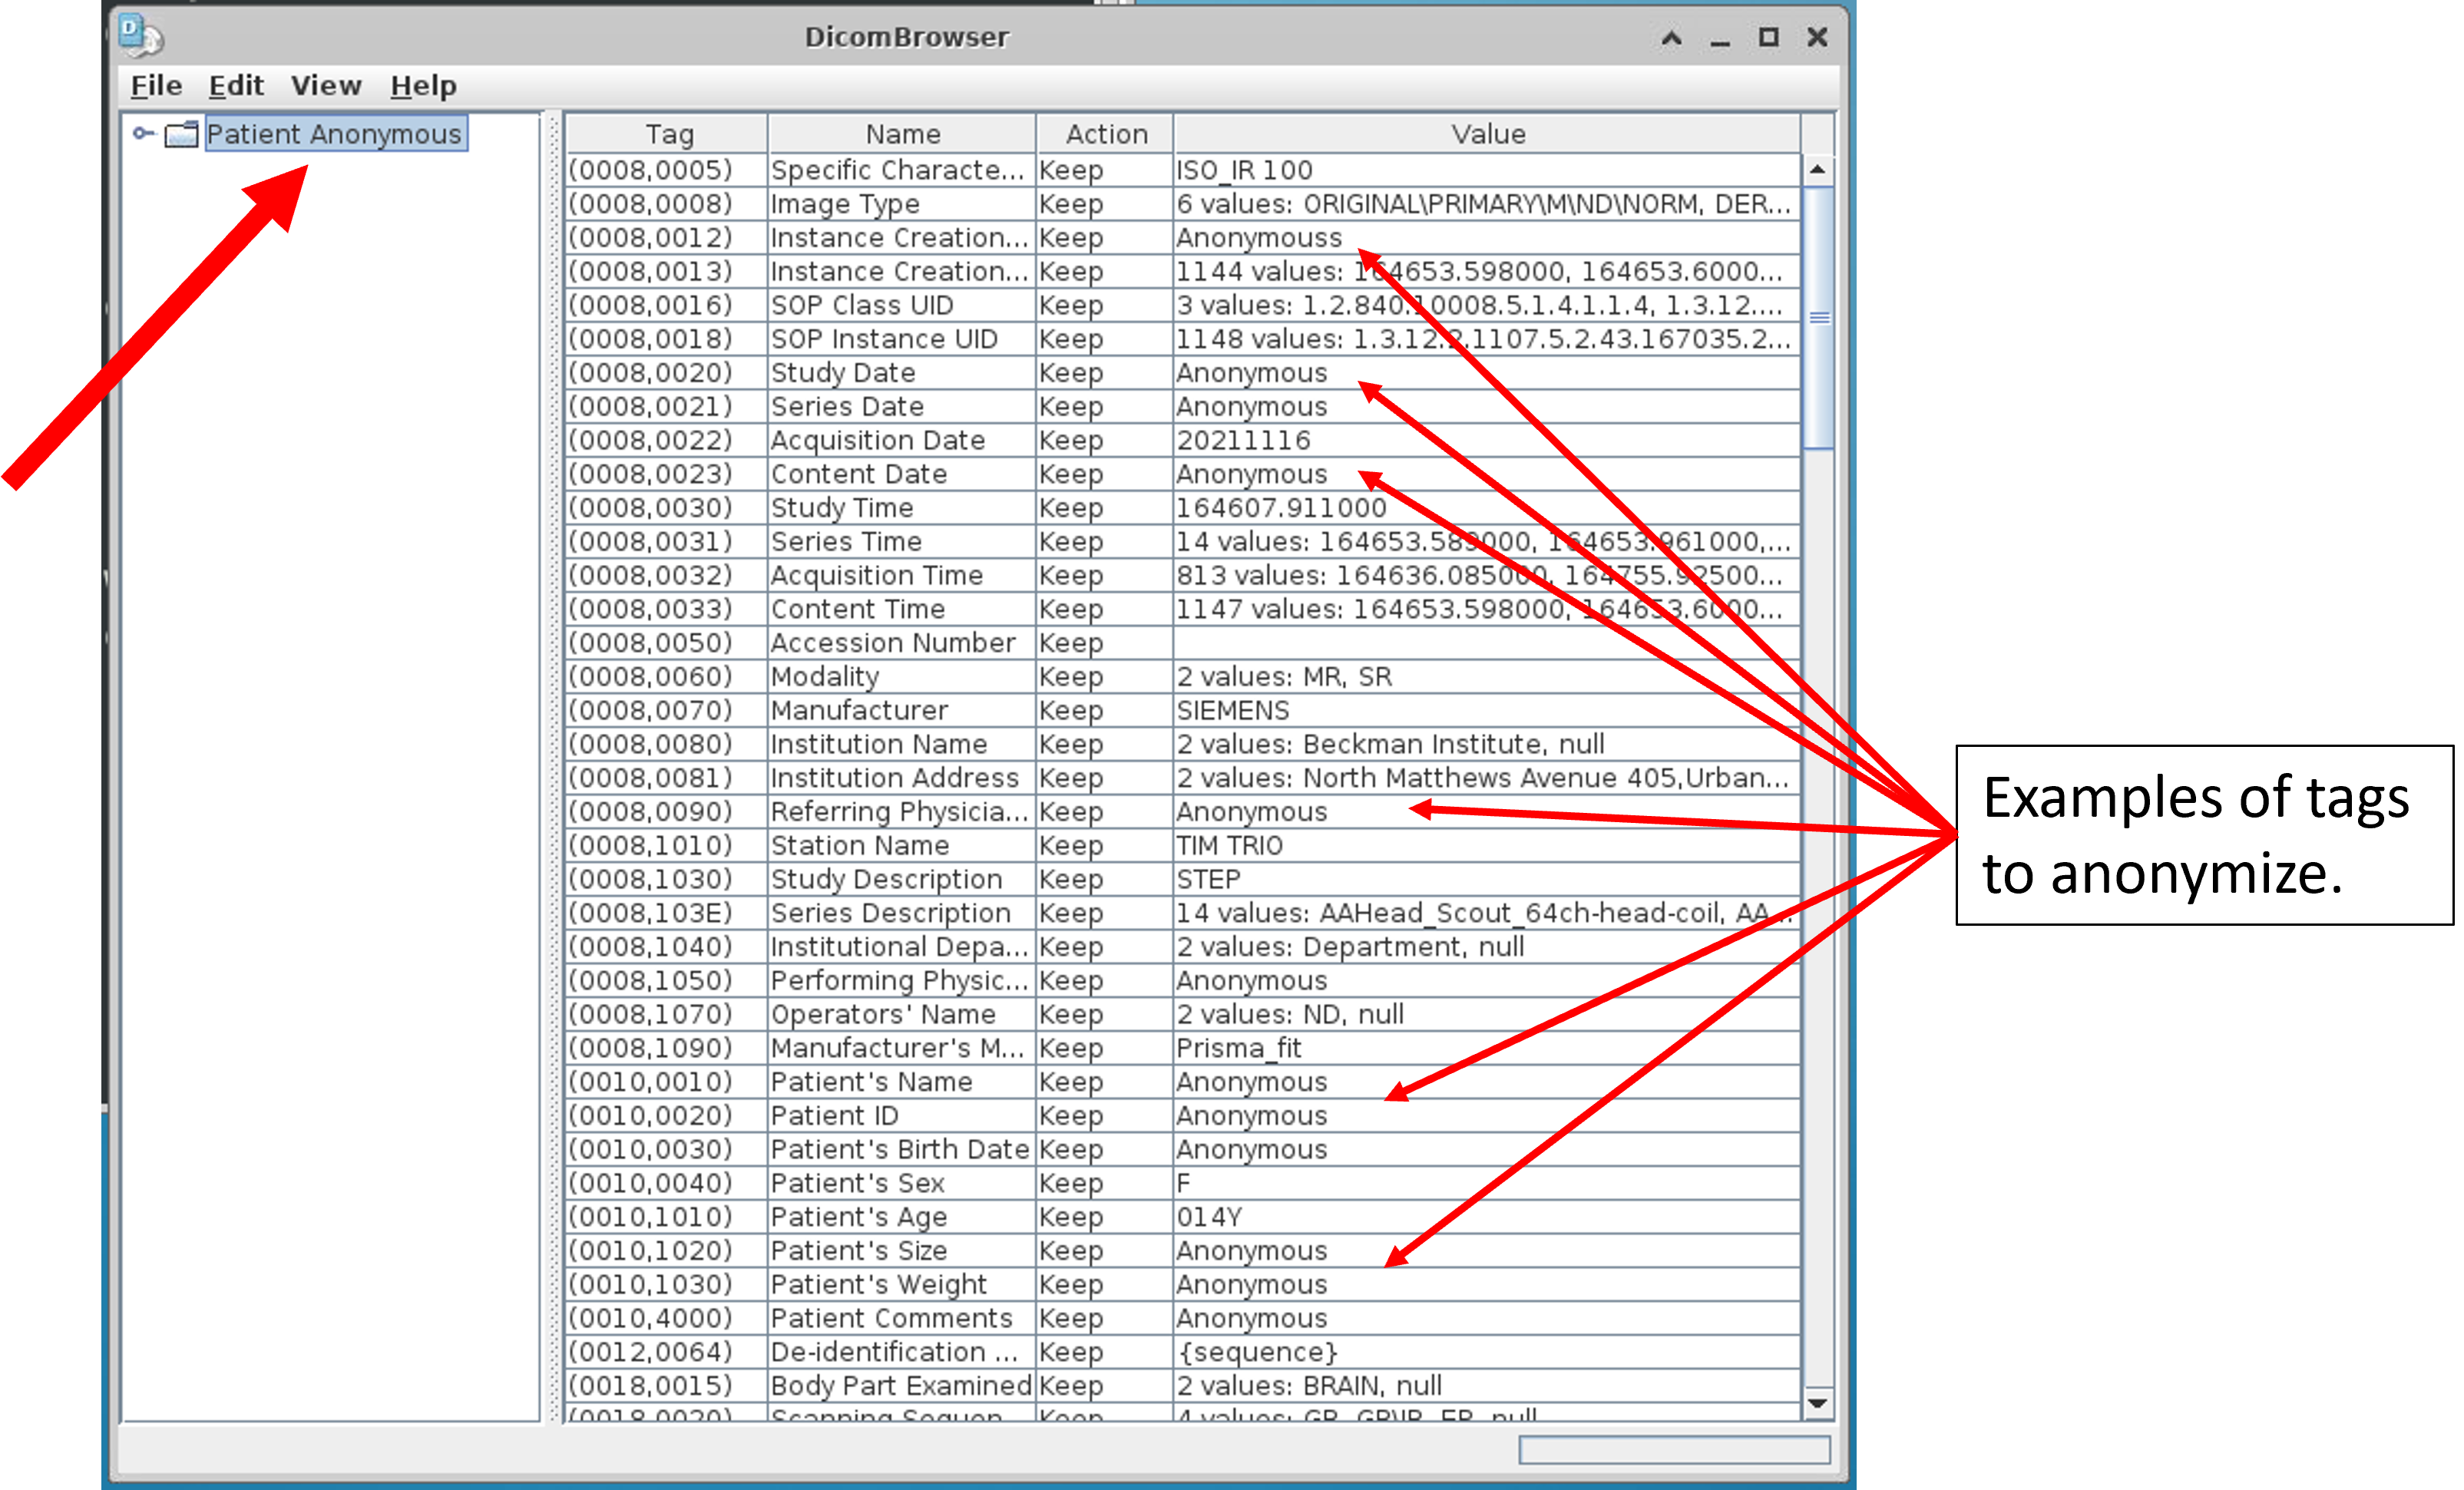 DicomBrowser
File Edit View Help
Patient Anonymous
Tag Name Action Value
(0008,0005) Specific Characte... Keep ISO_IR 100
(0008,0008) Image Type Keep 6 values: ORIGINAL\PRIMARY\M\ND\NORM, DER...
(0008,0012) Instance Creation... Keep Anonymouss
(0008,0013) Instance Creation... Keep 1144 values: 164653.598000, 164653.6000...
(0008,0016) SOP Class UID Keep 3 values: 1.2.840.10008.5.1.4.1.1.4, 1.3.12....
(0008,0018) SOP Instance UID Keep 1148 values: 1.3.12.2.1107.5.2.43.167035.2...
(0008,0020) Study Date Keep Anonymous
(0008,0021) Series Date Keep Anonymous
(0008,0022) Acquisition Date Keep 20211116
(0008,0023) Content Date Keep Anonymous
(0008,0030) Study Time Keep 164607.911000
(0008,0031) Series Time Keep 14 values: 164653.589000, 164653.961000,...
(0008,0032) Acquisition Time Keep 813 values: 164636.085000, 164755.92500...
(0008,0033) Content Time Keep 1147 values: 164653.598000, 164653.6000...
(0008,0050) Accession Number Keep
(0008,0060) Modality Keep 2 values: MR, SR
(0008,0070) Manufacturer Keep SIEMENS
(0008,0080) Institution Name Keep 2 values: Beckman Institute, null
(0008,0081) Institution Address Keep 2 values: North Matthews Avenue 405,Urban...
(0008,0090) Referring Physicia... Keep Anonymous
(0008,1010) Station Name Keep TIM TRIO
(0008,1030) Study Description Keep STEP
(0008,103E) Series Description Keep 14 values: AAHead_Scout_64ch-head-coil, AA...
(0008,1040) Institutional Depa... Keep 2 values: Department, null
(0008,1050) Performing Physic... Keep Anonymous
(0008,1070) Operators' Name Keep 2 values: ND, null
(0008,1090) Manufacturer's M... Keep Prisma_fit
(0010,0010) Patient's Name Keep Anonymous
(0010,0020) Patient ID Keep Anonymous
(0010,0030) Patient's Birth Date Keep Anonymous
(0010,0040) Patient's Sex Keep F
(0010,1010) Patient's Age Keep 014Y
(0010,1020) Patient's Size Keep Anonymous
(0010,1030) Patient's Weight Keep Anonymous
(0010,4000) Patient Comments Keep Anonymous
(0012,0064) De-identification ... Keep {sequence}
(0018,0015) Body Part Examined Keep 2 values: BRAIN, null
(0018,0020) Scanning Sequen... Keep 4 values: GR, GR\IR, EP, null
Examples of tags
to anonymize.